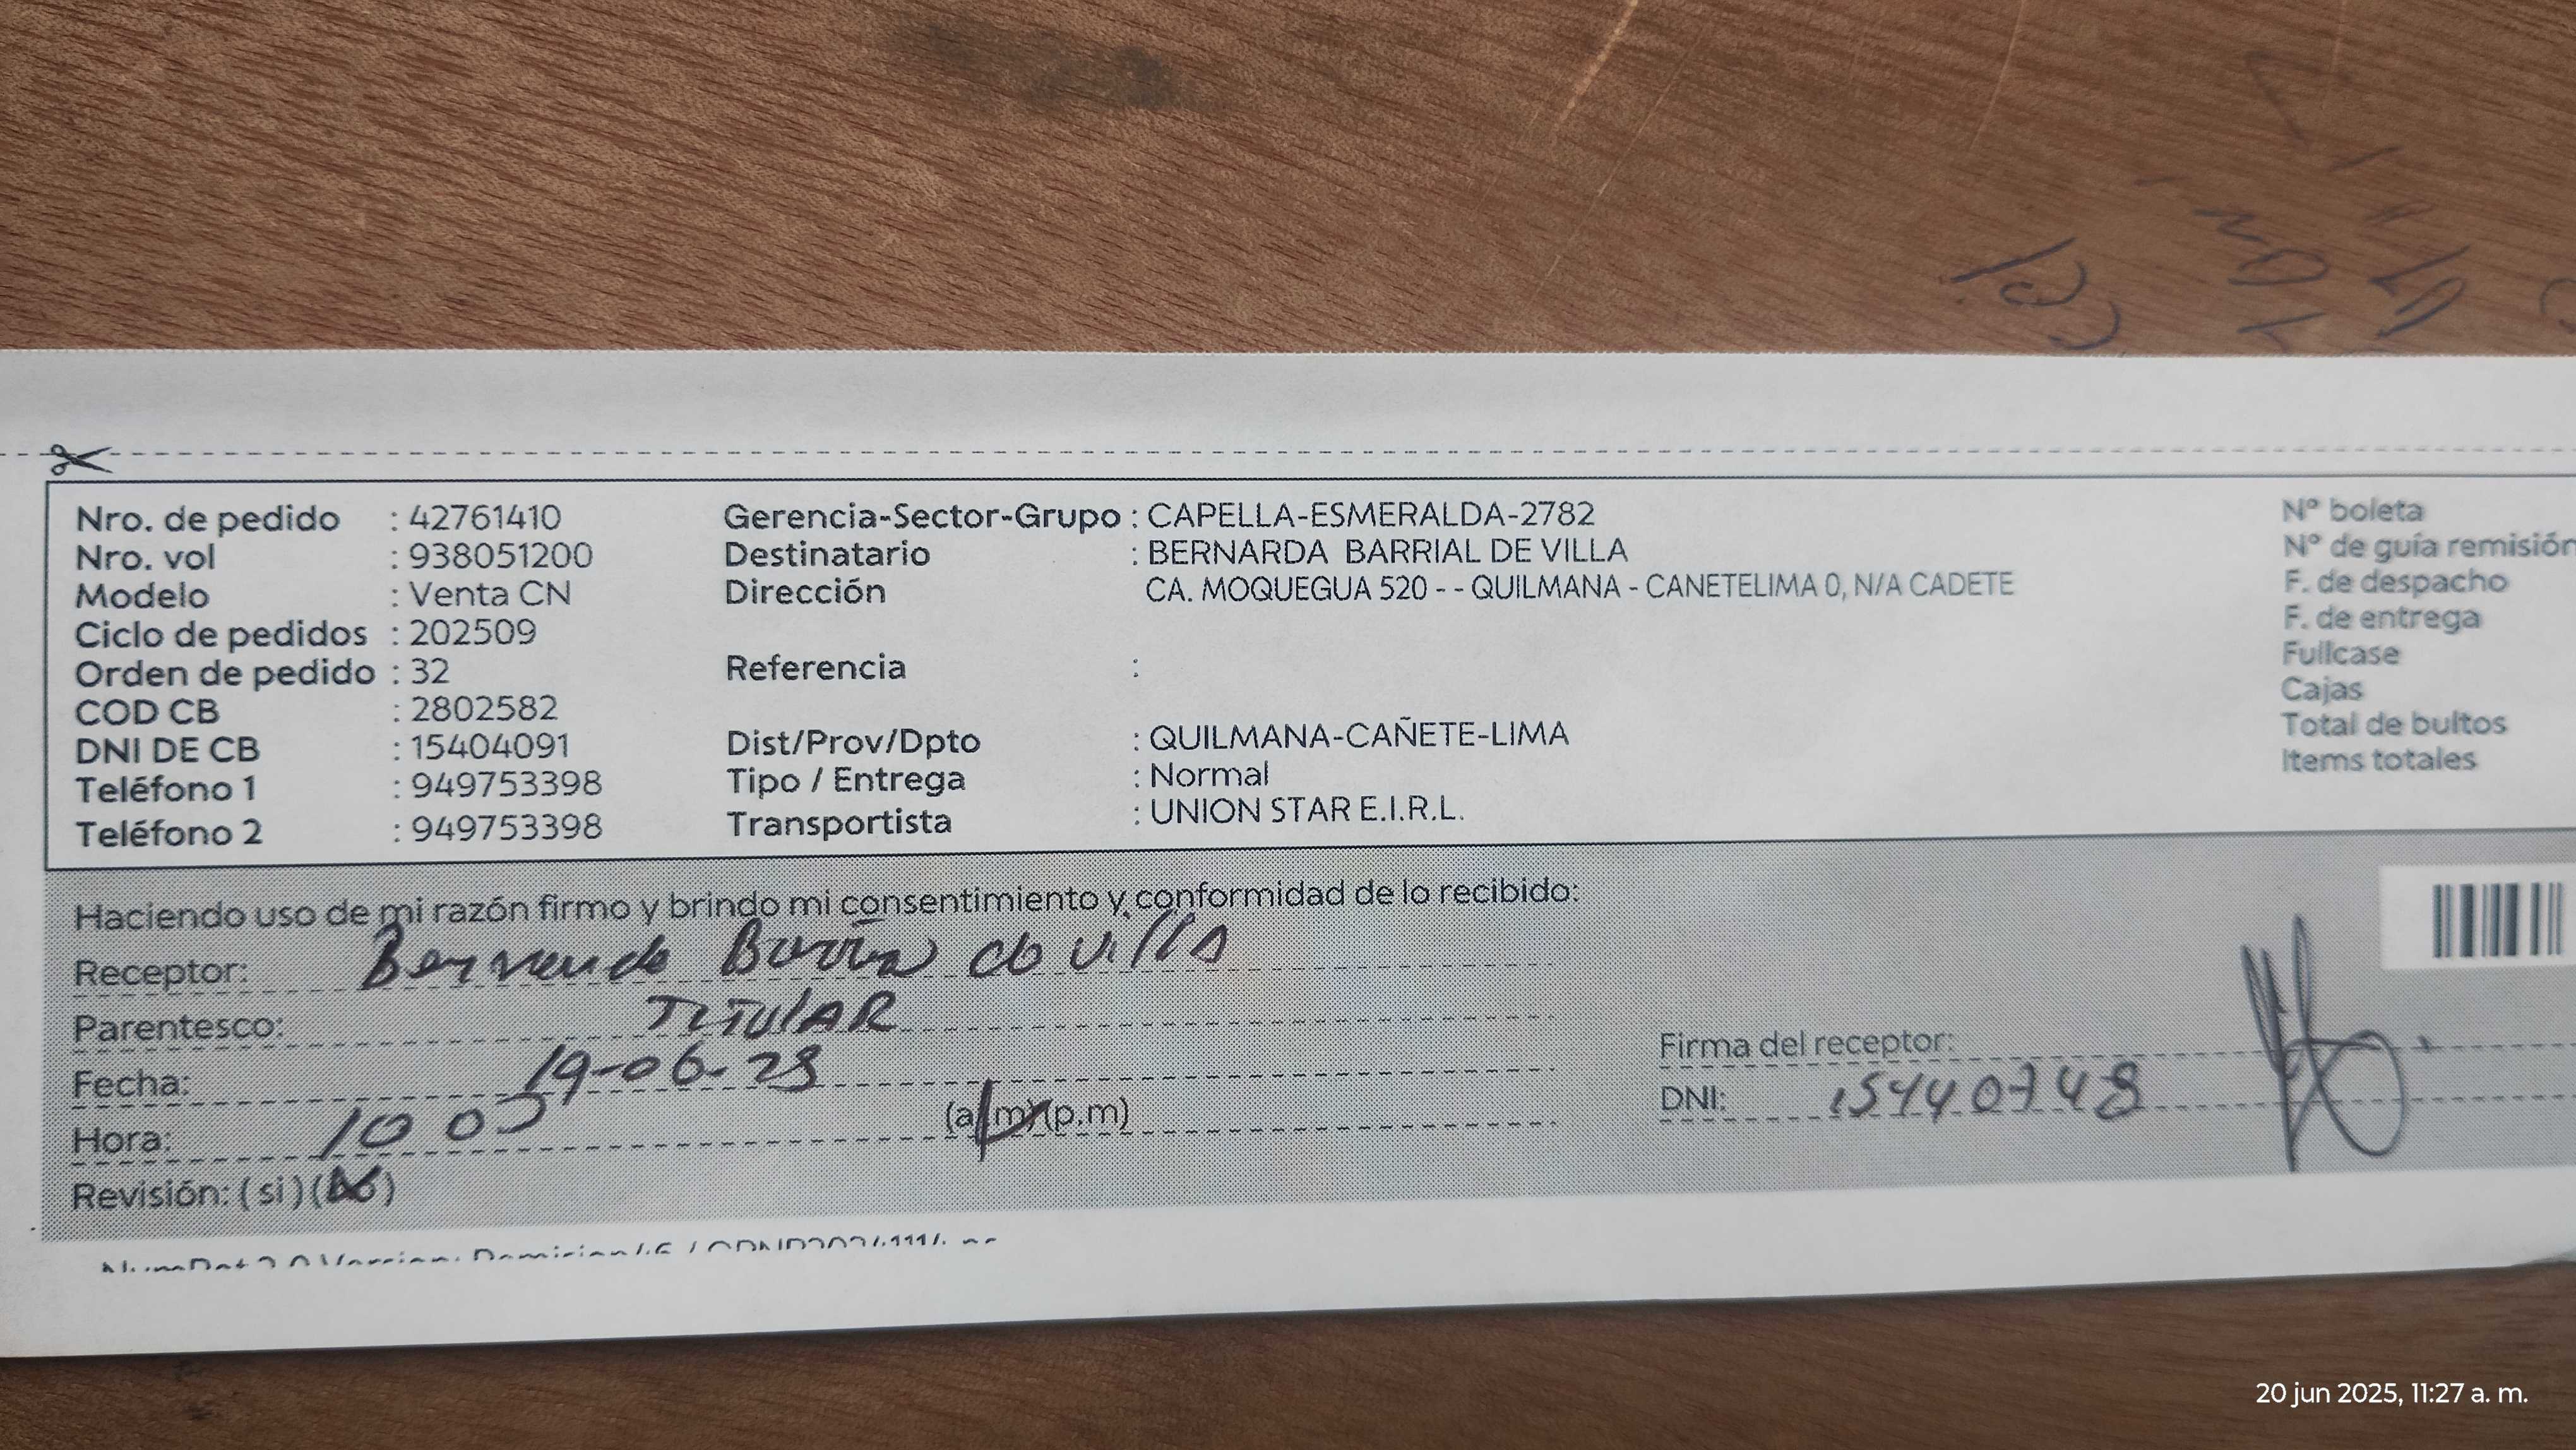 Nro. de pedido : 42761410
Nro. vol : 938051200
Modelo : Venta CN
Ciclo de pedidos : 202509
Orden de pedido : 32
COD CB : 2802582
DNI DE CB : 15404091
Teléfono 1 : 949753398
Teléfono 2 : 949753398
Gerencia-Sector-Grupo : CAPELLA-ESMERALDA-2782
Destinatario : BERNARDA BARRIAL DE VILLA
Dirección CA. MOQUEGUA 520 - - QUILMANA - CANETELIMA 0, N/A CADETE
Referencia :
Dist/Prov/Dpto : QUILMANA-CAÑETE-LIMA
Tipo / Entrega : Normal
Transportista : UNION STAR E.I.R.L.
Nº boleta
Nº de guía remisión
F. de despacho
F. de entrega
Fullcase
Cajas
Total de bultos
Items totales
Haciendo uso de mi razón firmo y brindo mi consentimiento y conformidad de lo recibido:
Receptor: villa
Parentesco: TITULAR
Fecha: 19-06-
Hora: 10 00 (a.m) (p.m)
Revisión: (si) (no)
Firma del receptor:
DNI: 15440748
20 jun 2025, 11:27 a. m.